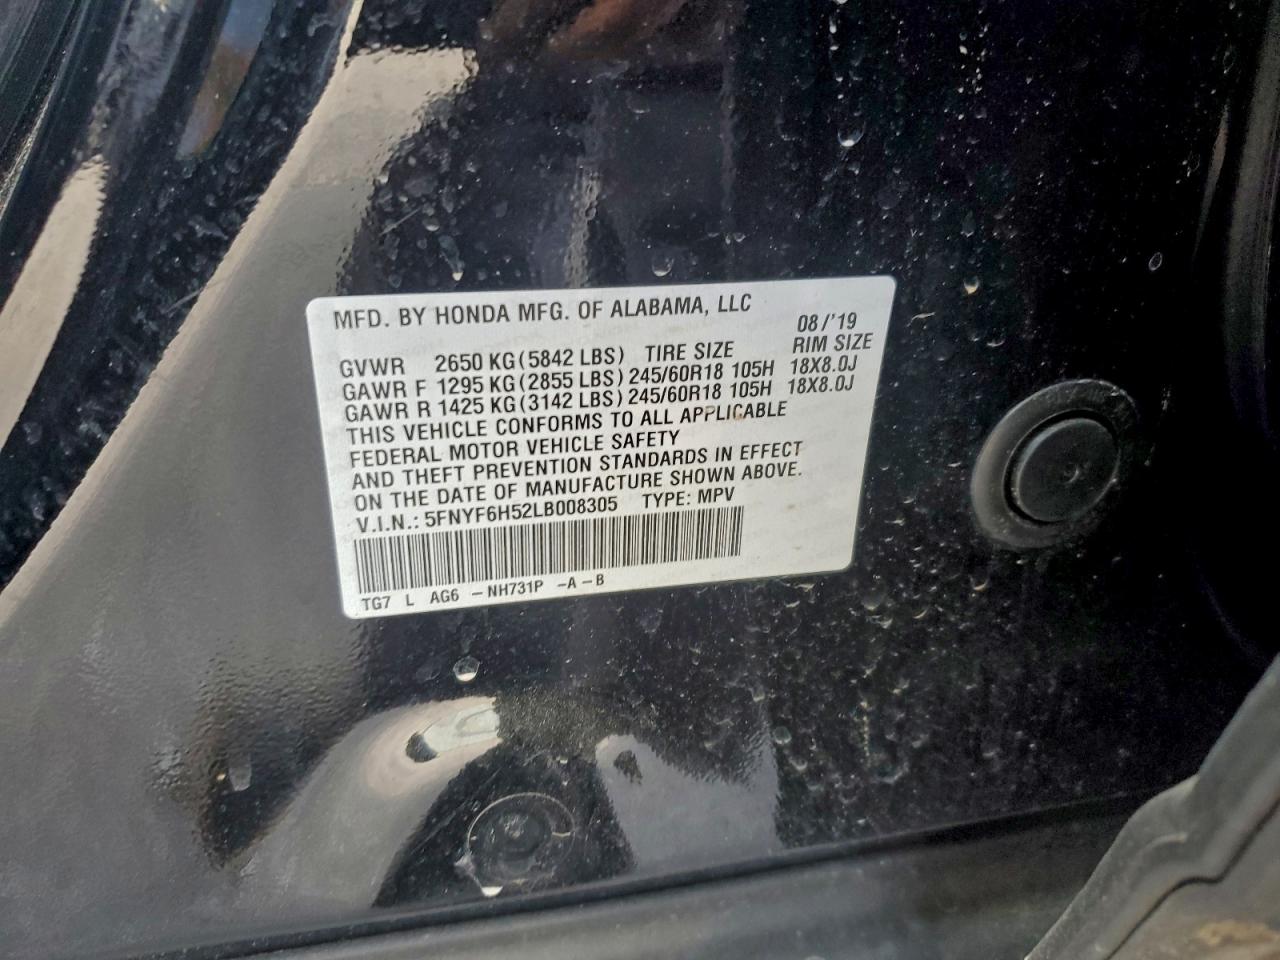 MFD. BY HONDA MFG. OF ALABAMA, LLC
08/'19
GVWR 2650 KG(5842 LBS) TIRE SIZE RIM SIZE
GAWR F 1295 KG(2855 LBS) 245/60R18 105H 18X8.0J
GAWR R 1425 KG(3142 LBS) 245/60R18 105H 18X8.0J
THIS VEHICLE CONFORMS TO ALL APPLICABLE
FEDERAL MOTOR VEHICLE SAFETY
AND THEFT PREVENTION STANDARDS IN EFFECT
ON THE DATE OF MANUFACTURE SHOWN ABOVE.
V.I.N.: 5FNYF6H52LB008305 TYPE: MPV
TG7 L AG6 -NH731P -A-B